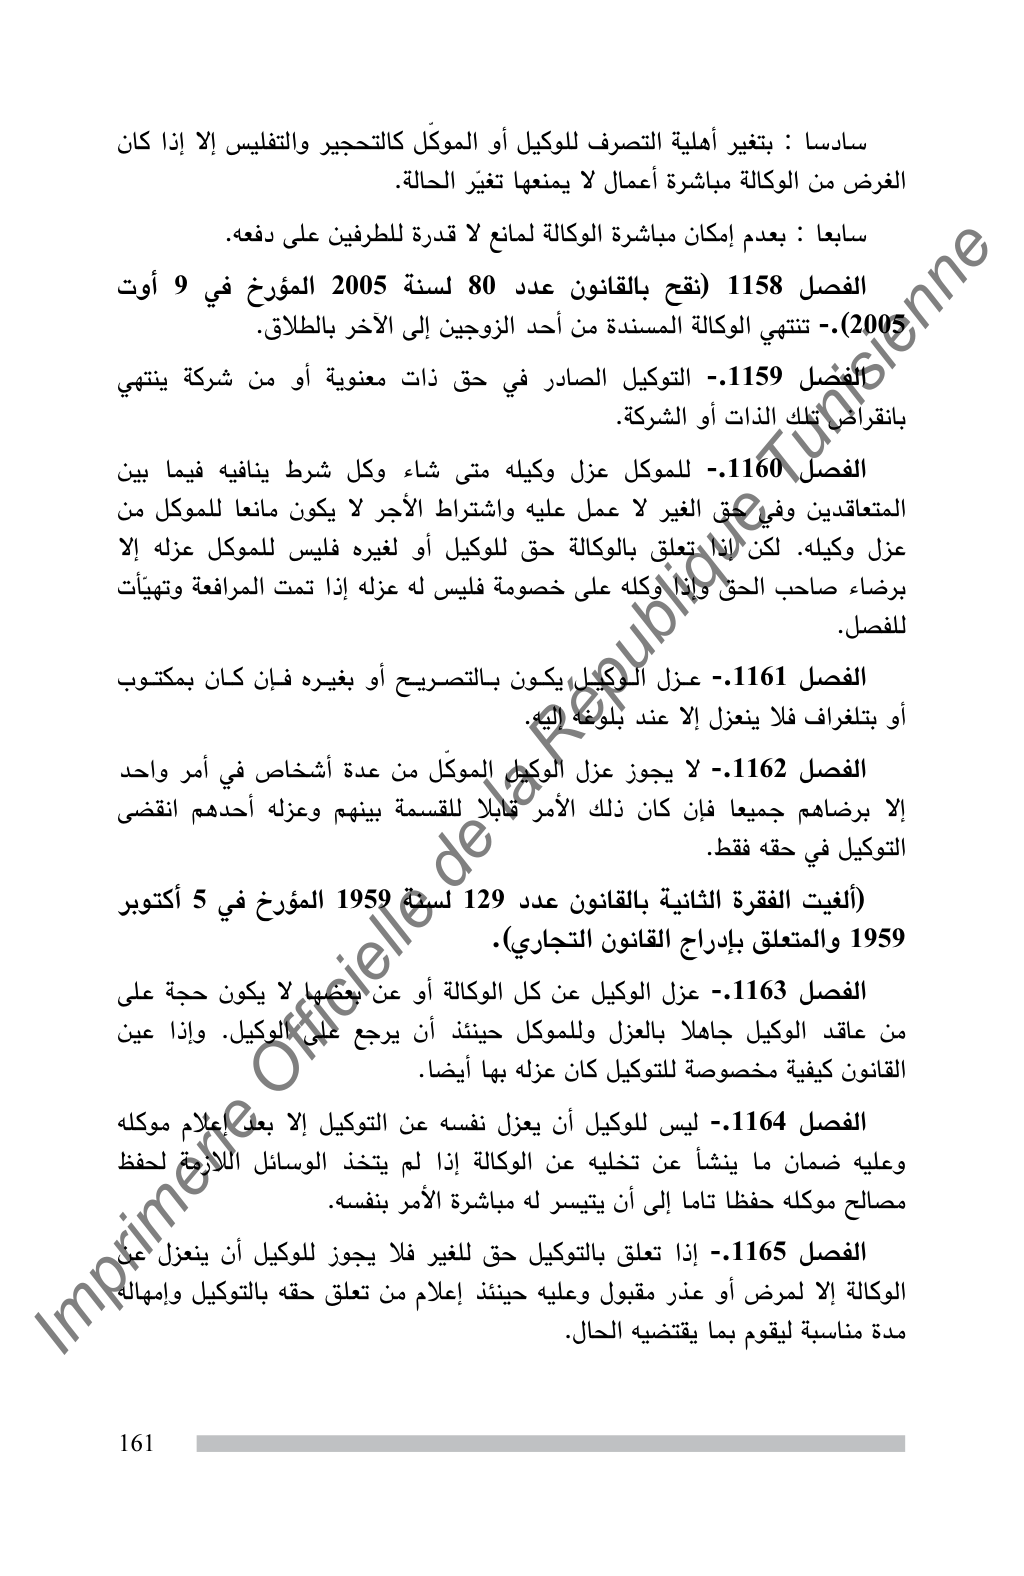 سادسا : بتغير أهلية التصرف للوكيل أو الموكّل كالتحجير والتفليس إلا إذا كان
الغرض من الوكالة مباشرة أعمال لا يمنعها تغيّر الحالة.
سابعا : بعدم إمكان مباشرة الوكالة لمانع لا قدرة للطرفين على دفعه.
الفصل 1158 (نقح بالقانون عدد 80 لسنة 2005 المؤرخ في 9 أوت
2005).- تنتهي الوكالة المسندة من أحد الزوجين إلى الآخر بالطلاق.
الفصل 1159.- التوكيل الصادر في حق ذات معنوية أو من شركة ينتهي
بانقراض تلك الذات أو الشركة.
الفصل 1160.- للموكل عزل وكيله متى شاء وكل شرط ينافيه فيما بين
المتعاقدين وفي حق الغير لا عمل عليه واشتراط الأجر لا يكون مانعا للموكل من
عزل وكيله. لكن إذا تعلق بالوكالة حق للوكيل أو لغيره فليس للموكل عزله إلا
برضاء صاحب الحق وإذا وكله على خصومة فليس له عزله إذا تمت المرافعة وتهيّأت
للفصل.
الفصل 1161.- عـزل الـوكيـل يكـون بـالتصـريـح أو بغيـره فـإن كـان بمكتـوب
أو بتلغراف فلا ينعزل إلا عند بلوغه إليه.
الفصل 1162.- لا يجوز عزل الوكيل الموكّل من عدة أشخاص في أمر واحد
إلا برضاهم جميعا فإن كان ذلك الأمر قابلا للقسمة بينهم وعزله أحدهم انقضى
التوكيل في حقه فقط.
(ألغيت الفقرة الثانية بالقانون عدد 129 لسنة 1959 المؤرخ في 5 أكتوبر
1959 والمتعلق بإدراج القانون التجاري).
الفصل 1163.- عزل الوكيل عن كل الوكالة أو عن بعضها لا يكون حجة على
من عاقد الوكيل جاهلا بالعزل وللموكل حينئذ أن يرجع على الوكيل. وإذا عين
القانون كيفية مخصوصة للتوكيل كان عزله بها أيضا.
الفصل 1164.- ليس للوكيل أن يعزل نفسه عن التوكيل إلا بعد إعلام موكله
وعليه ضمان ما ينشأ عن تخليه عن الوكالة إذا لم يتخذ الوسائل اللازمة لحفظ
مصالح موكله حفظا تاما إلى أن يتيسر له مباشرة الأمر بنفسه.
الفصل 1165.- إذا تعلق بالتوكيل حق للغير فلا يجوز للوكيل أن ينعزل عن
الوكالة إلا لمرض أو عذر مقبول وعليه حينئذ إعلام من تعلق حقه بالتوكيل وإمهاله
مدة مناسبة ليقوم بما يقتضيه الحال.
161
Imprimerie Officielle de la République Tunisienne